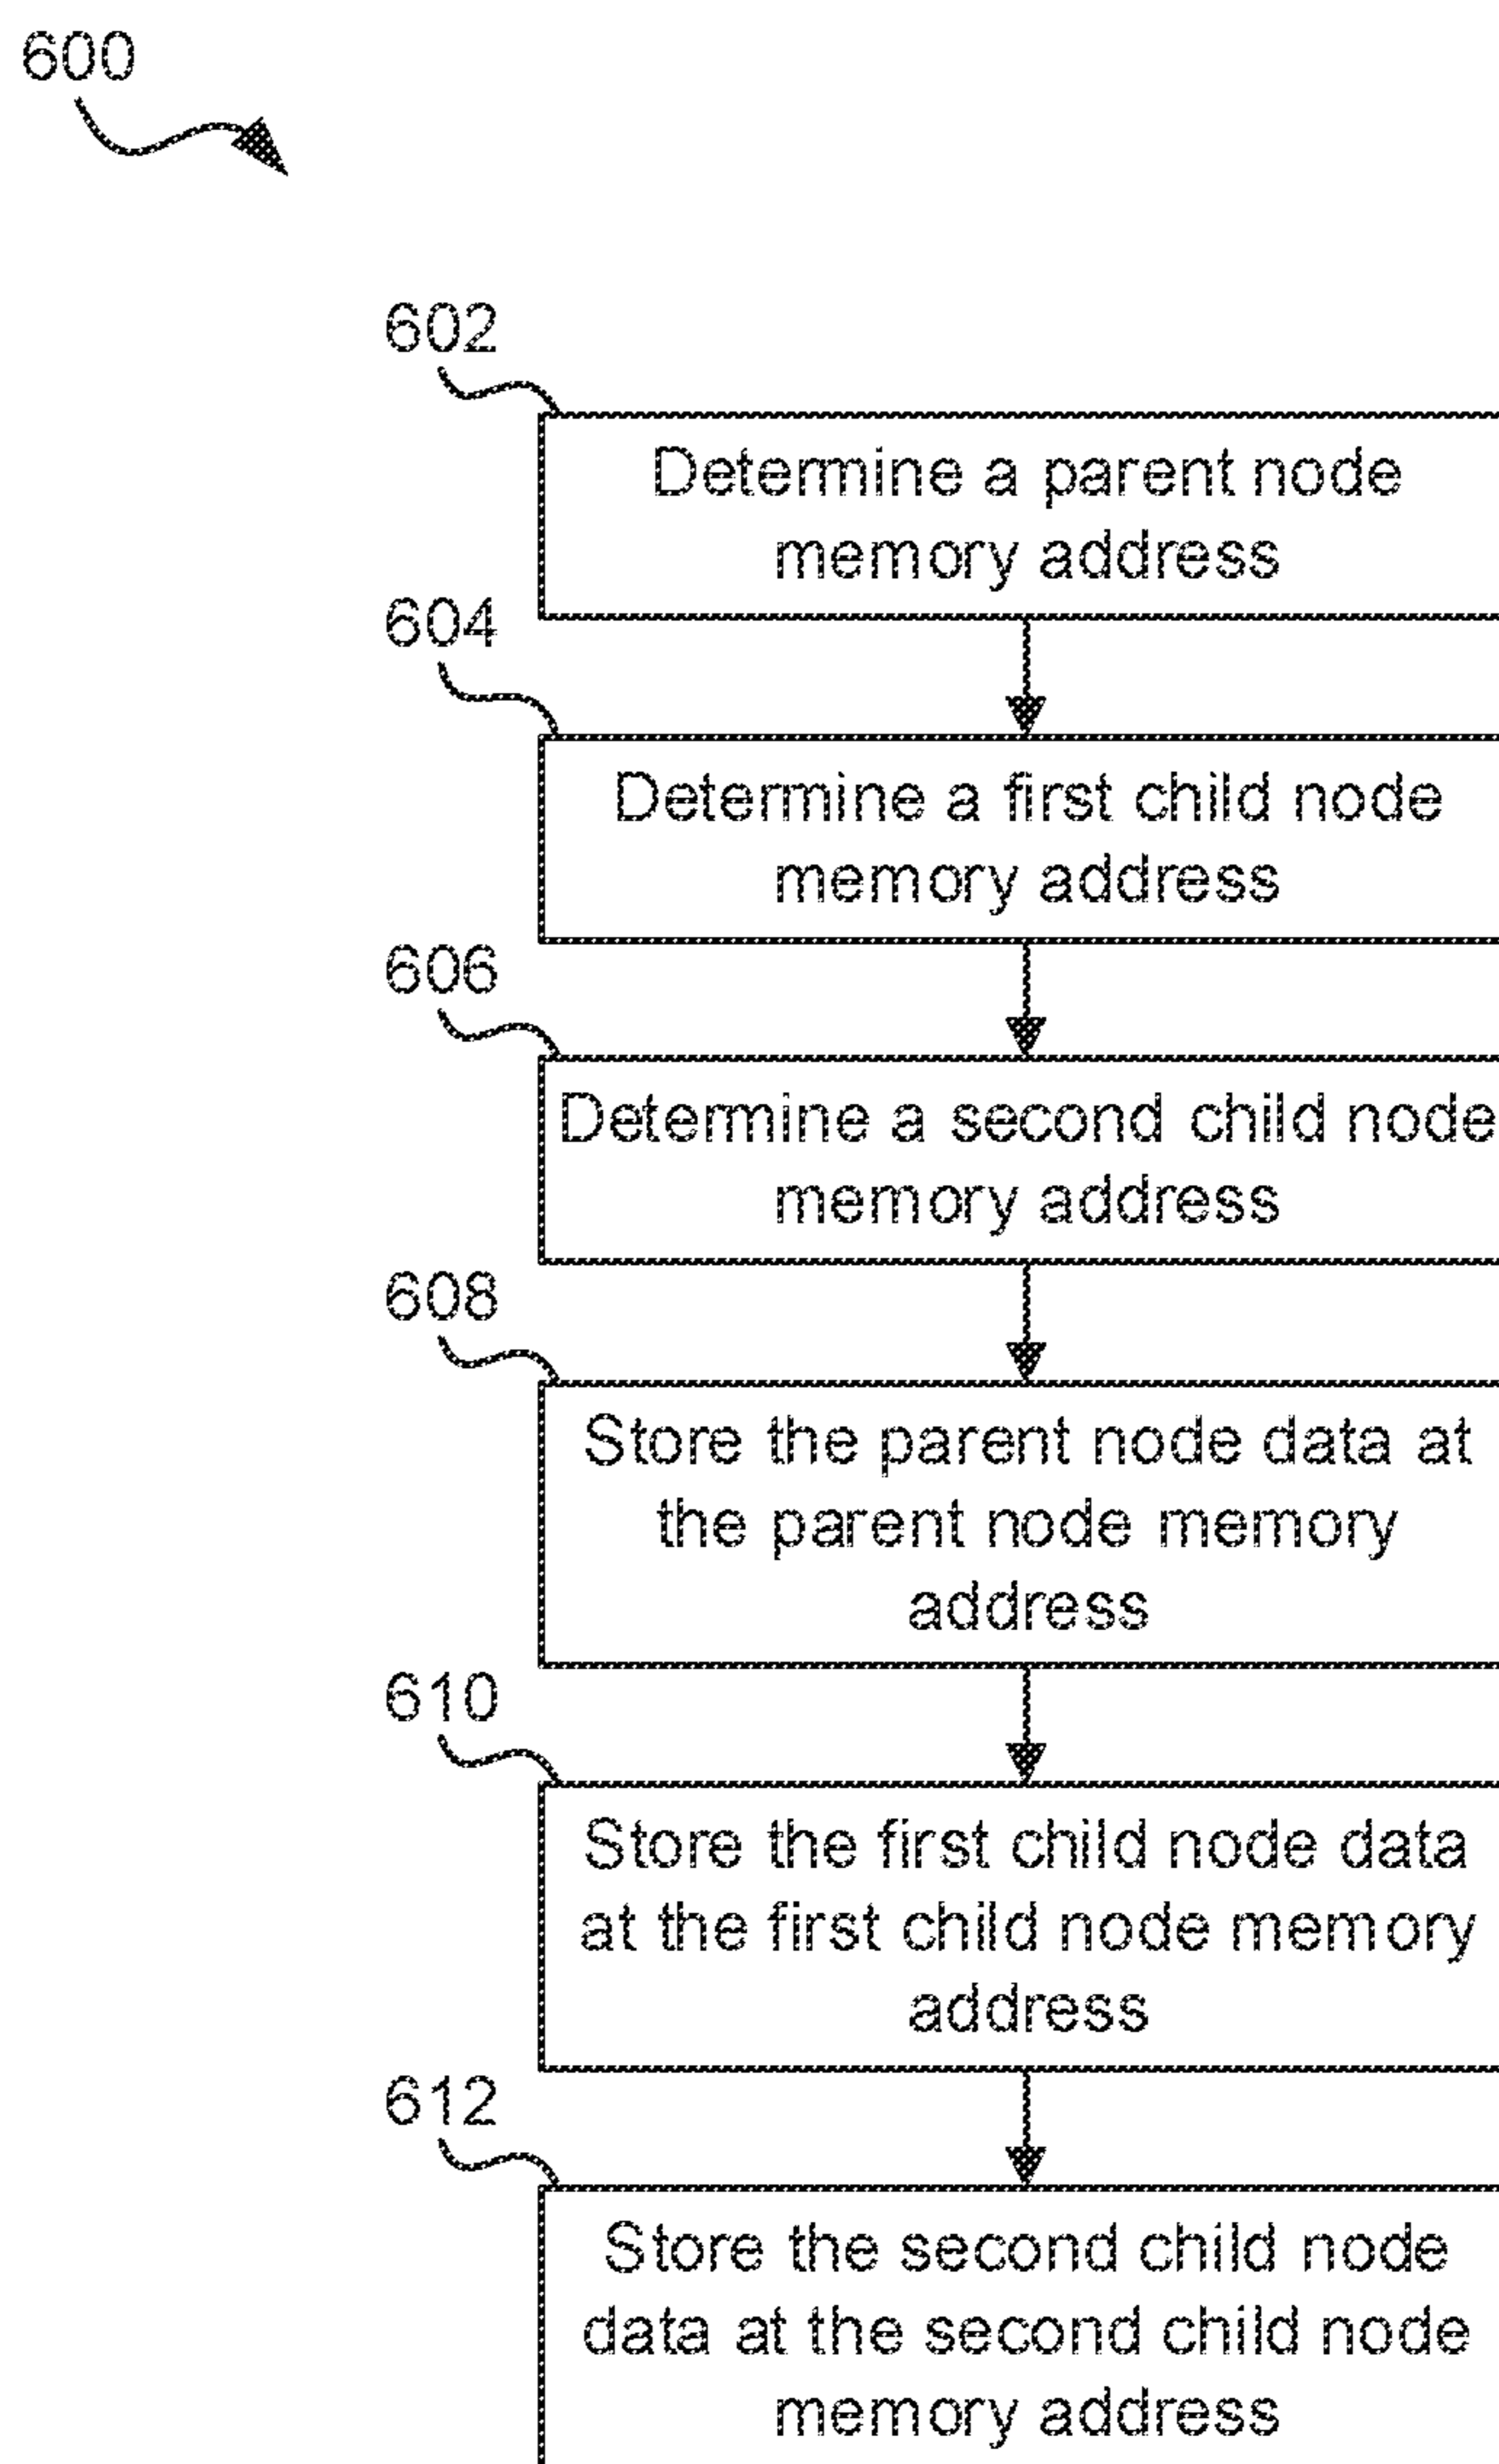 600
602
Determine a parent node
memory address
604
Determine a first child node
memory address
606
Determine a second child node
memory address
608
Store the parent node data at
the parent node memory
address
610
Store the first child node data
at the first child node memory
address
612
Store the second child node
data at the second child node
memory address